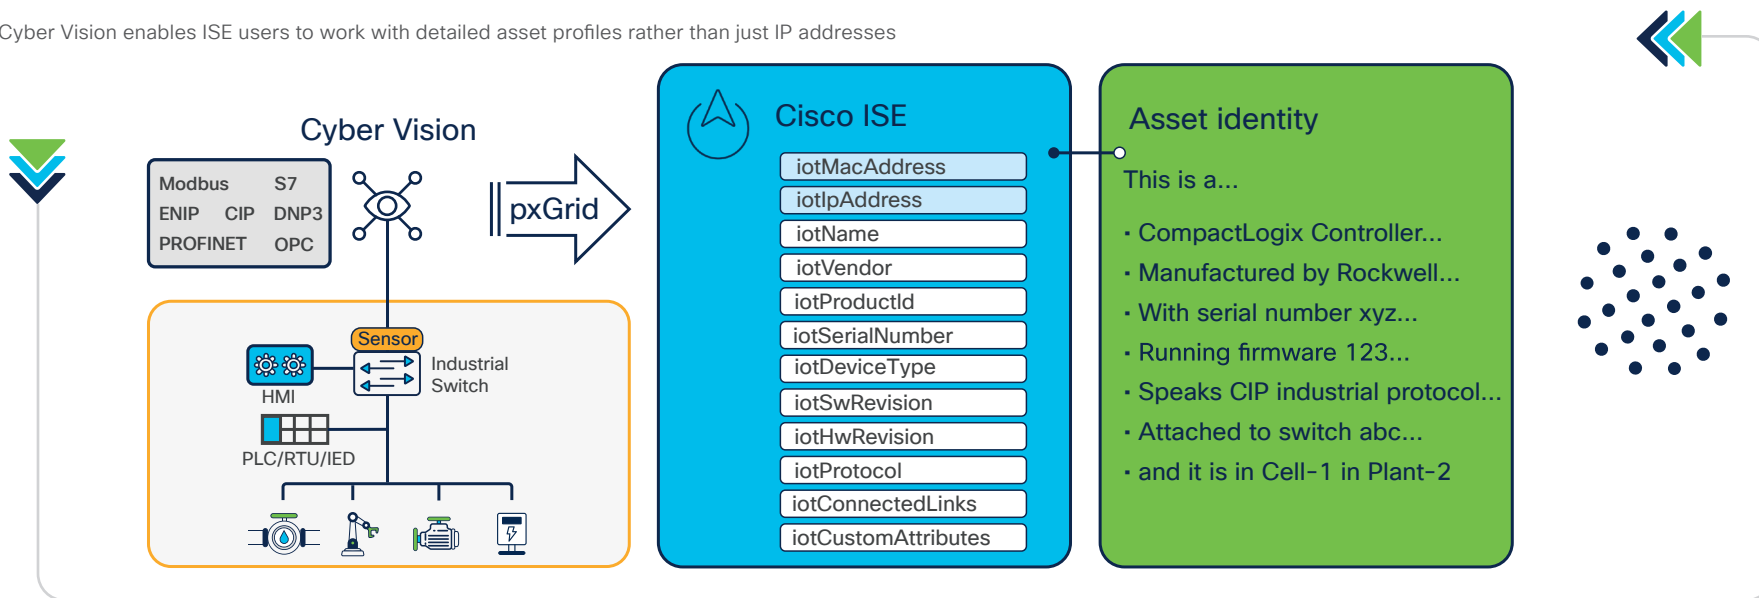 Cyber Vision enables ISE users to work with detailed asset profiles rather than just IP addresses
Cyber Vision
Modbus S7
ENIP CIP DNP3
PROFINET OPC
pxGrid
Sensor
Industrial
Switch
HMI
PLC/RTU/IED
Cisco ISE
iotMacAddress
iotIpAddress
iotName
iotVendor
iotProductId
iotSerialNumber
iotDeviceType
iotSwRevision
iotHwRevision
iotProtocol
iotConnectedLinks
iotCustomAttributes
Asset identity
This is a...
· CompactLogix Controller...
· Manufactured by Rockwell...
· With serial number xyz...
· Running firmware 123...
· Speaks CIP industrial protocol...
· Attached to switch abc...
· and it is in Cell-1 in Plant-2